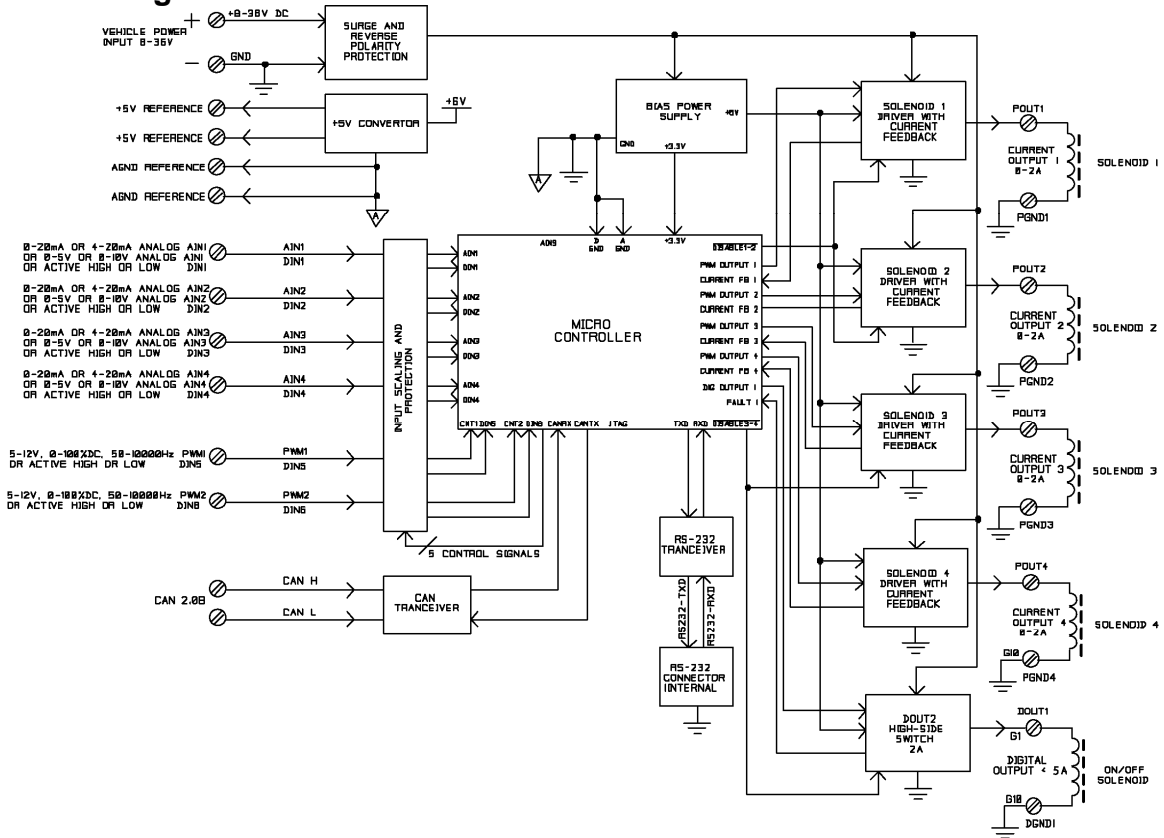 +8-36V DC
VEHICLE POWER
INPUT 8-36V
+
GND
—
SURGE AND
REVERSE
POLARITY
PROTECTION
+5V REFERENCE
+5V REFERENCE
AGND REFERENCE
AGND REFERENCE
+5V CONVERTOR
+6V
A
BIAS POWER
SUPPLY
GND
+3.3V
A
0-20mA OR 4-20mA ANALOG AIN1
OR 0-5V OR 0-10V ANALOG AIN1
OR ACTIVE HIGH OR LOW DIN1
AIN1
DIN1
0-20mA OR 4-20mA ANALOG AIN2
OR 0-5V OR 0-10V ANALOG AIN2
OR ACTIVE HIGH OR LOW DIN2
AIN2
DIN2
0-20mA OR 4-20mA ANALOG AIN3
OR 0-5V OR 0-10V ANALOG AIN3
OR ACTIVE HIGH OR LOW DIN3
AIN3
DIN3
0-20mA OR 4-20mA ANALOG AIN4
OR 0-5V OR 0-10V ANALOG AIN4
OR ACTIVE HIGH OR LOW DIN4
AIN4
DIN4
5-12V, 0-100%DC, 50-10000Hz PWM1
OR ACTIVE HIGH OR LOW DIN5
PWM1
DIN5
5-12V, 0-100%DC, 50-10000Hz PWM2
OR ACTIVE HIGH OR LOW DIN6
PWM2
DIN6
INPUT SCALING AND
PROTECTION
5 CONTROL SIGNALS
CAN 2.0B
CAN H
CAN L
CAN
TRANCEIVER
D
GND
A
GND
+3.3V
MICRO
CONTROLLER
DISABLE1-2
PWM OUTPUT 1
CURRENT FB 1
PWM OUTPUT 2
CURRENT FB 2
PWM OUTPUT 3
CURRENT FB 3
PWM OUTPUT 4
CURRENT FB 4
DIG OUTPUT 1
FAULT 1
CNT2
CANRX
CANTX
JTAG
TXD
RXD
DISABLE3-4
RS-232
TRANCEIVER
RS232-TXD
RS232-RXD
RS-232
CONNECTOR
INTERNAL
SOLENOID 1
DRIVER WITH
CURRENT
FEEDBACK
POUT1
CURRENT
OUTPUT 1
0-2A
PGND1
SOLENOID 1
SOLENOID 2
DRIVER WITH
CURRENT
FEEDBACK
POUT2
CURRENT
OUTPUT 2
0-2A
PGND2
SOLENOID 2
SOLENOID 3
DRIVER WITH
CURRENT
FEEDBACK
POUT3
CURRENT
OUTPUT 3
0-2A
PGND3
SOLENOID 3
SOLENOID 4
DRIVER WITH
CURRENT
FEEDBACK
POUT4
CURRENT
OUTPUT 4
0-2A
G10
PGND4
SOLENOID 4
DOUT2
HIGH-SIDE
SWITCH
2A
DOUT1
G1
DIGITAL
OUTPUT < 5A
G10
DGND1
ON/OFF
SOLENOID